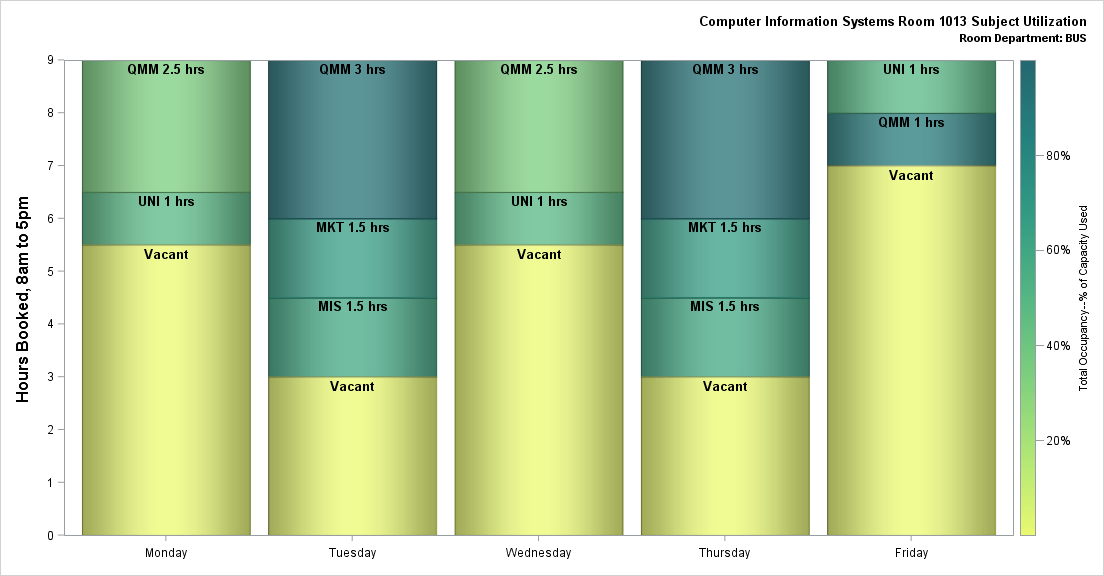 Computer Information Systems Room 1013 Subject Utilization
Room Department: BUS
Hours Booked, 8am to 5pm
9
8
7
6
5
4
3
2
1
0
QMM 2.5 hrs
UNI 1 hrs
Vacant
QMM 3 hrs
MKT 1.5 hrs
MIS 1.5 hrs
Vacant
QMM 2.5 hrs
UNI 1 hrs
Vacant
QMM 3 hrs
MKT 1.5 hrs
MIS 1.5 hrs
Vacant
UNI 1 hrs
QMM 1 hrs
Vacant
Monday
Tuesday
Wednesday
Thursday
Friday
80%
60%
40%
20%
Total Occupancy--% of Capacity Used